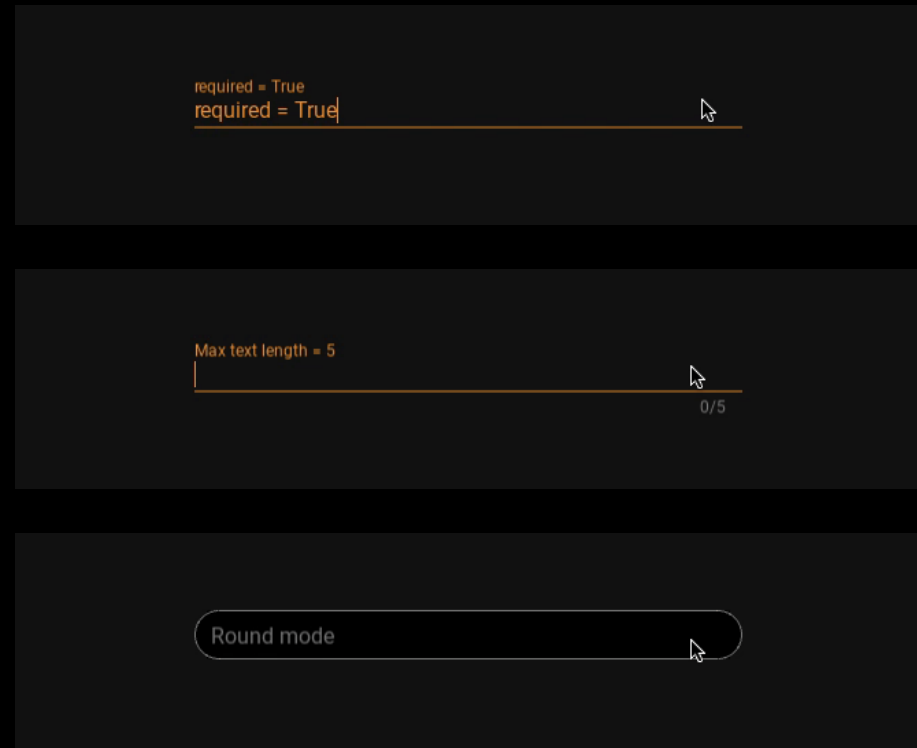 required = True
required = True
Max text length = 5
0/5
Round mode